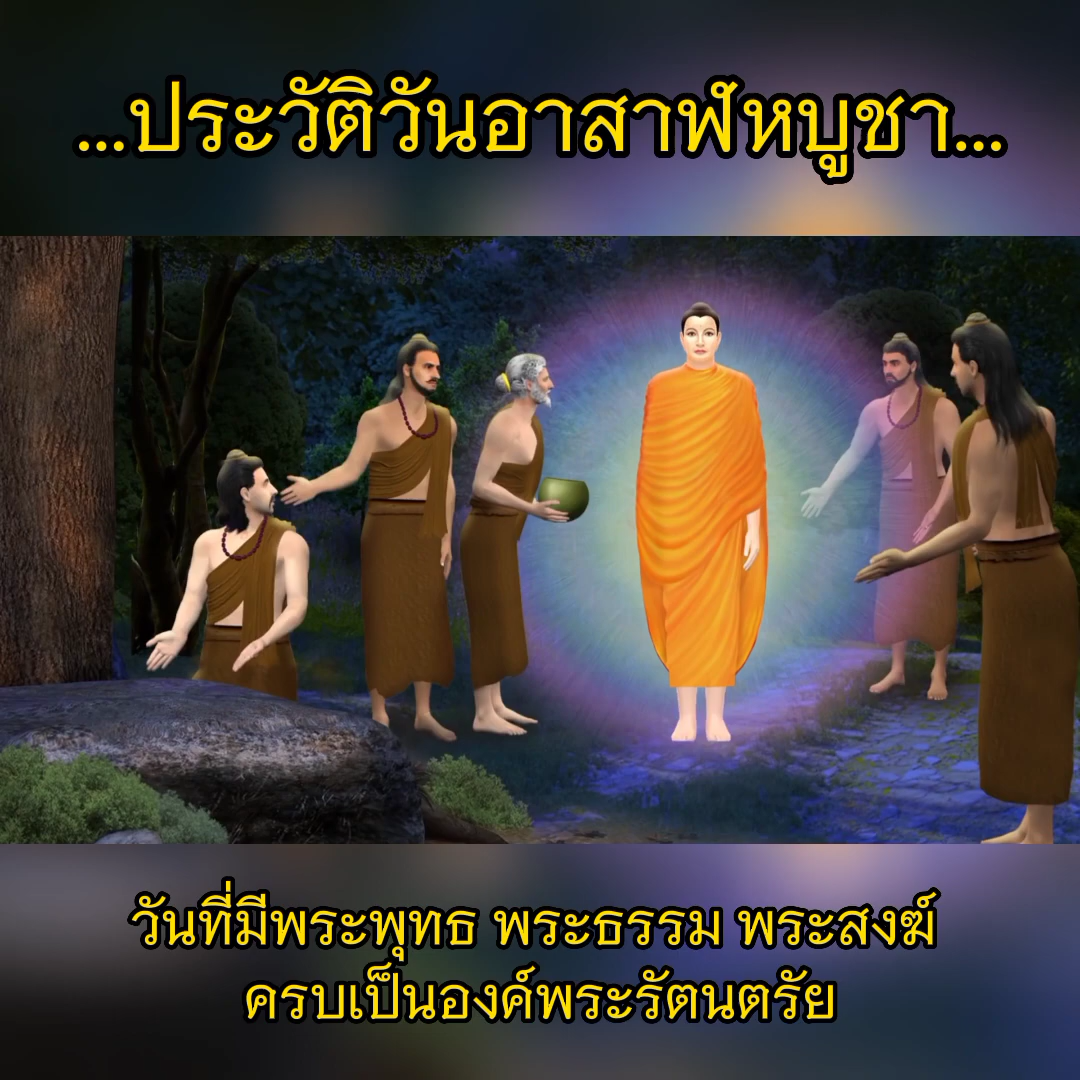 ...ประวัติวันอาสาฬหบูชา...
วันที่มีพระพุทธ พระธรรม พระสงฆ์
ครบเป็นองค์พระรัตนตรัย